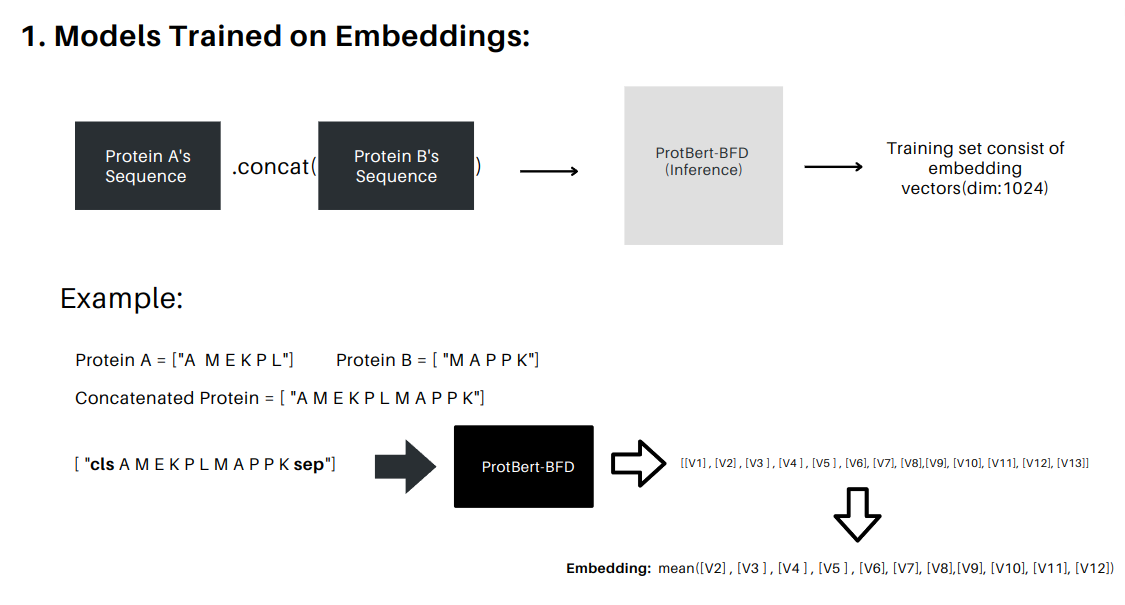 1. Models Trained on Embeddings:
Protein A's
Sequence
.concat(
Protein B's
Sequence
)
ProtBert-BFD
(Inference)
Training set consist of
embedding
vectors(dim:1024)
Example:
Protein A = ["A  M E K P L"]
Protein B = [ "M A P P K"]
Concatenated Protein = [ "A M E K P L M A P P K"]
[ "cls A M E K P L M A P P K sep"]
ProtBert-BFD
[[V1] , [V2] , [V3 ] , [V4 ] , [V5 ] , [V6], [V7], [V8],[V9], [V10], [V11], [V12], [V13]]
Embedding: mean([V2] , [V3 ] , [V4 ] , [V5 ] , [V6], [V7], [V8],[V9], [V10], [V11], [V12])